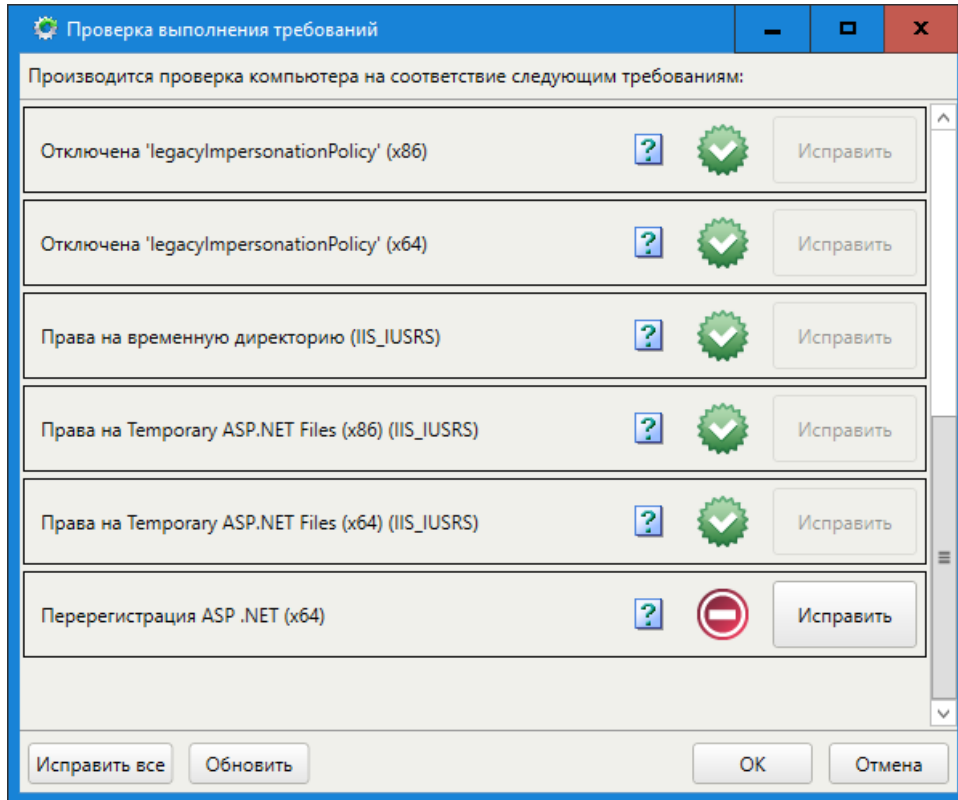 Проверка выполнения требований
Производится проверка компьютера на соответствие следующим требованиям:
Отключена 'legacyImpersonationPolicy' (x86) ? Исправить
Отключена 'legacyImpersonationPolicy' (x64) ? Исправить
Права на временную директорию (IIS_IUSRS) ? Исправить
Права на Temporary ASP.NET Files (x86) (IIS_IUSRS) ? Исправить
Права на Temporary ASP.NET Files (x64) (IIS_IUSRS) ? Исправить
Перерегистрация ASP .NET (x64) ? Исправить
Исправить все Обновить OK Отмена